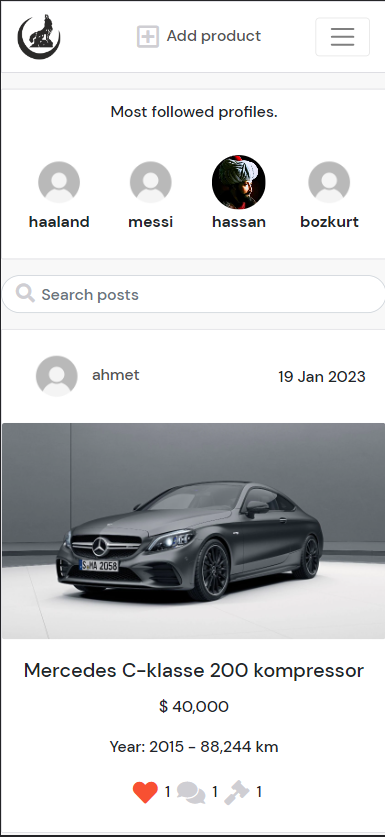 Add product
Most followed profiles.
haaland messi hassan bozkurt
Search posts
ahmet 19 Jan 2023
S MA 2058
Mercedes C-klasse 200 kompressor
$ 40,000
Year: 2015 - 88,244 km
1 1 1